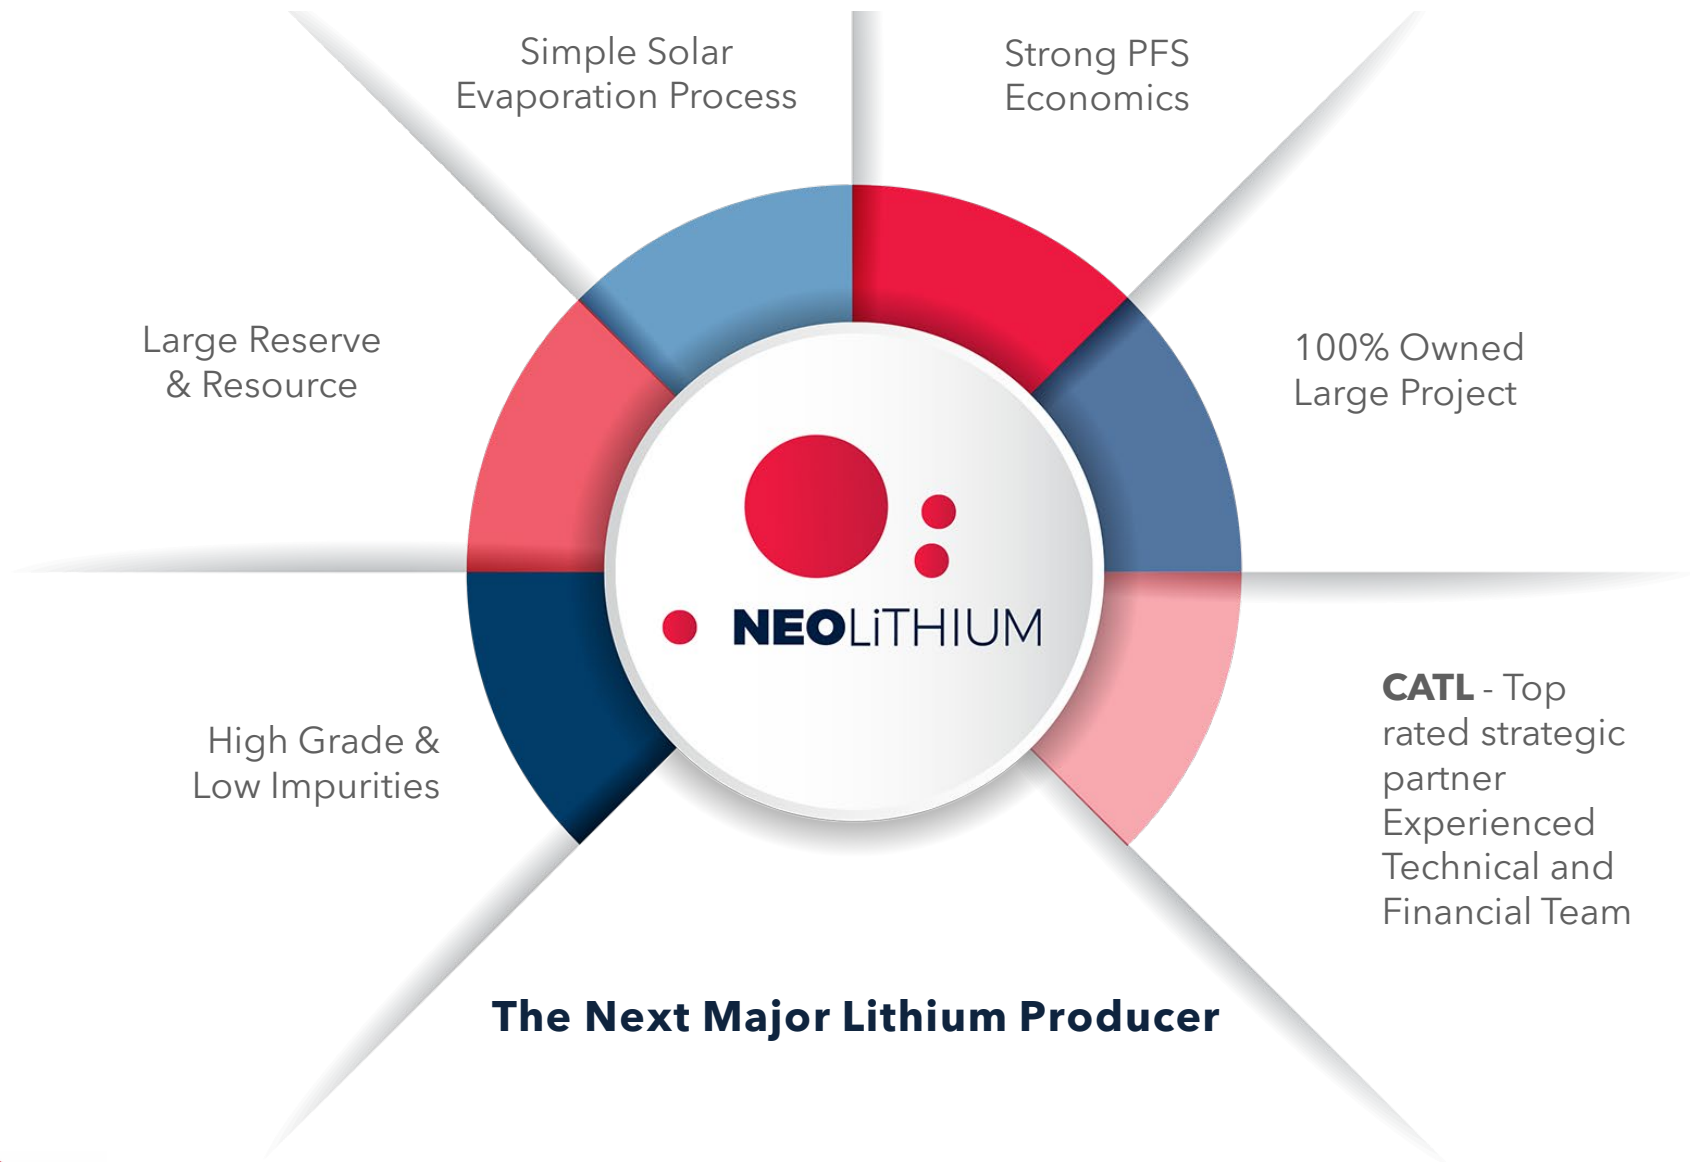 Simple Solar
Evaporation Process
Strong PFS
Economics
Large Reserve
& Resource
100% Owned
Large Project
NEOLiTHIUM
High Grade &
Low Impurities
CATL - Top
rated strategic
partner
Experienced
Technical and
Financial Team
The Next Major Lithium Producer